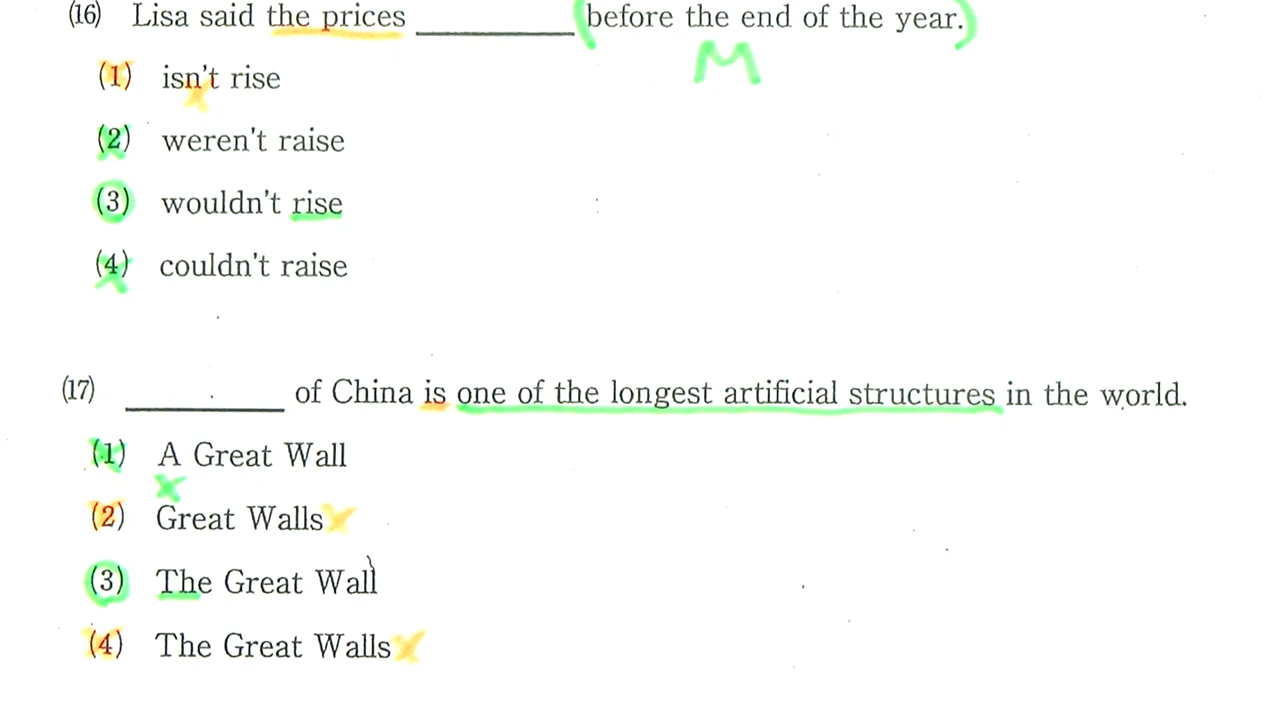 (16) Lisa said the prices __________ before the end of the year.
M
(1) isn't rise
(2) weren't raise
(3) wouldn't rise
(4) couldn't raise
(17) __________ of China is one of the longest artificial structures in the world.
(1) A Great Wall
(2) Great Walls
(3) The Great Wall
(4) The Great Walls